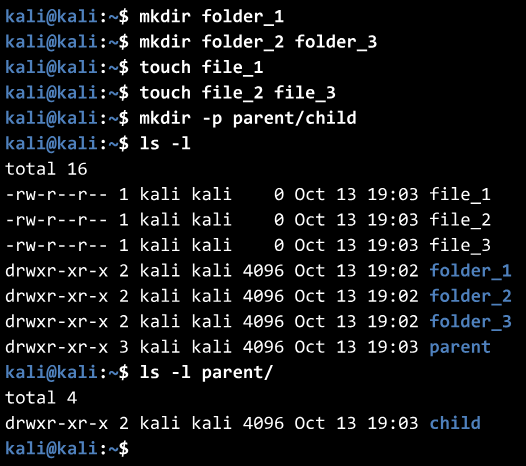 kali@kali:~$ mkdir folder_1
kali@kali:~$ mkdir folder_2 folder_3
kali@kali:~$ touch file_1
kali@kali:~$ touch file_2 file_3
kali@kali:~$ mkdir -p parent/child
kali@kali:~$ ls -l
total 16
-rw-r--r-- 1 kali kali    0 Oct 13 19:03 file_1
-rw-r--r-- 1 kali kali    0 Oct 13 19:03 file_2
-rw-r--r-- 1 kali kali    0 Oct 13 19:03 file_3
drwxr-xr-x 2 kali kali 4096 Oct 13 19:02 folder_1
drwxr-xr-x 2 kali kali 4096 Oct 13 19:02 folder_2
drwxr-xr-x 2 kali kali 4096 Oct 13 19:02 folder_3
drwxr-xr-x 3 kali kali 4096 Oct 13 19:03 parent
kali@kali:~$ ls -l parent/
total 4
drwxr-xr-x 2 kali kali 4096 Oct 13 19:03 child
kali@kali:~$